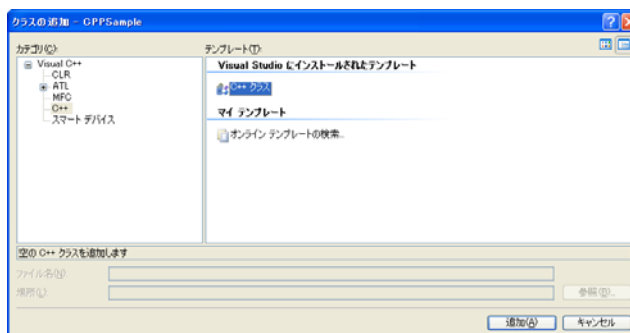 クラスの追加 - CPPSample
カテゴリ(C):
テンプレート(T):
Visual C++
CLR
ATL
MFC
C++
スマート デバイス
Visual Studio にインストールされたテンプレート
C++ クラス
マイ テンプレート
オンライン テンプレートの検索...
空の C++ クラスを追加します
ファイル名(N):
場所(L):
参照(B)...
追加(A)
キャンセル